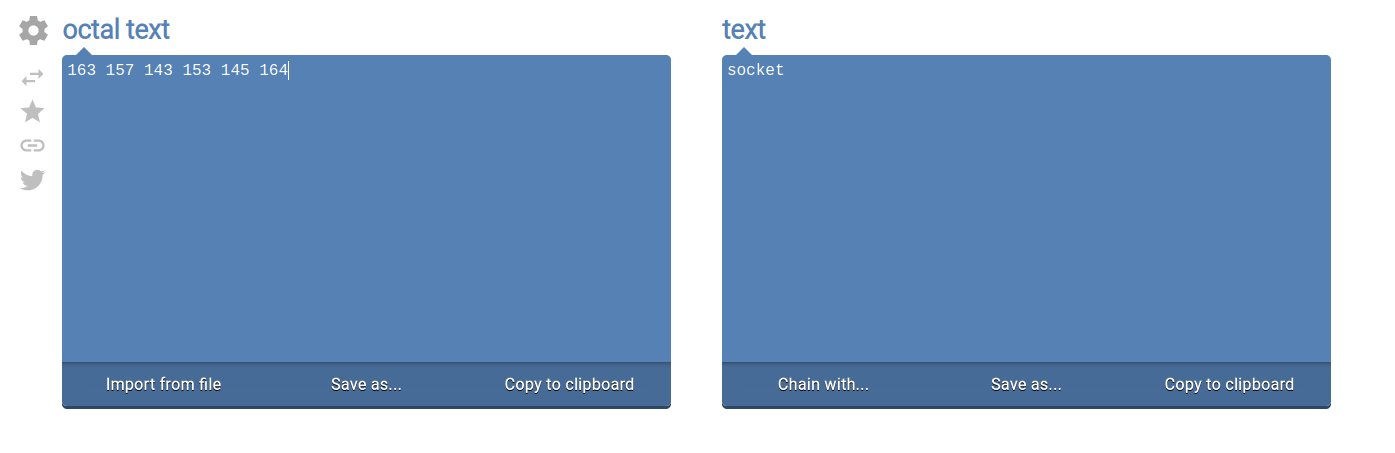 octal text
163 157 143 153 145 164
Import from file
Save as...
Copy to clipboard
text
socket
Chain with...
Save as...
Copy to clipboard